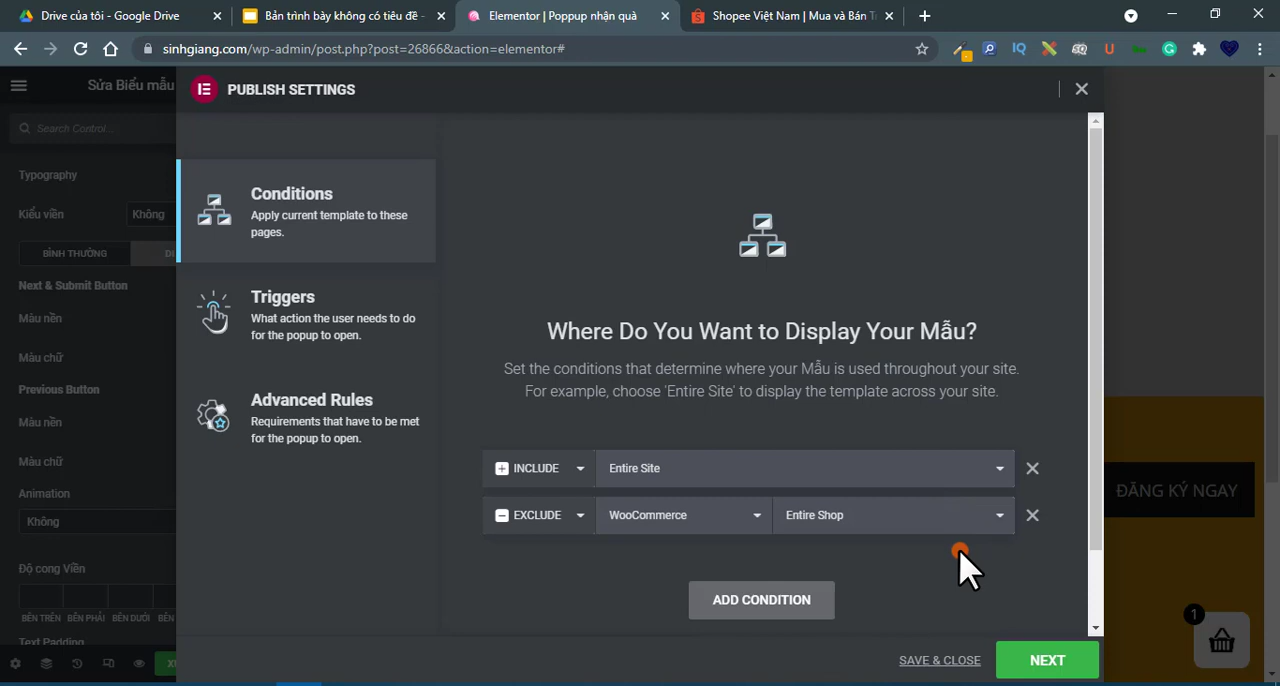 Drive của tôi - Google Drive
Bản trình bày không có tiêu đề -
Elementor | Poppup nhận quà
Shopee Việt Nam | Mua và Bán T
sinhgiang.com/wp-admin/post.php?post=26866&action=elementor#
Sửa Biểu mẫu
PUBLISH SETTINGS
Search Control...
Typography
Kiểu viền
Không
BÌNH THƯỜNG
Next & Submit Button
Màu nền
Màu chữ
Previous Button
Màu nền
Màu chữ
Animation
Không
Độ cong Viền
BÊN TRÊN
BÊN PHẢI
BÊN DƯỚI
BÊN
Text Padding
Conditions
Apply current template to these
pages.
Triggers
What action the user needs to do
for the popup to open.
Advanced Rules
Requirements that have to be met
for the popup to open.
Where Do You Want to Display Your Mẫu?
Set the conditions that determine where your Mẫu is used throughout your site.
For example, choose 'Entire Site' to display the template across your site.
INCLUDE
Entire Site
EXCLUDE
WooCommerce
Entire Shop
ADD CONDITION
SAVE & CLOSE
NEXT
ĐĂNG KÝ NGAY
1